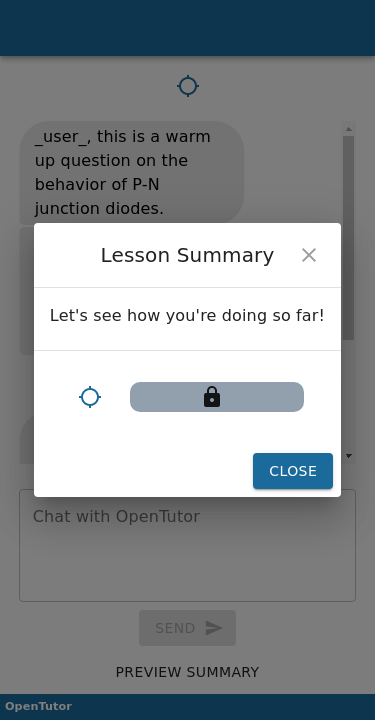 _user_, this is a warm
up question on the
behavior of P-N
junction diodes.
Lesson Summary
Let's see how you're doing so far!
CLOSE
Chat with OpenTutor
SEND
PREVIEW SUMMARY
OpenTutor